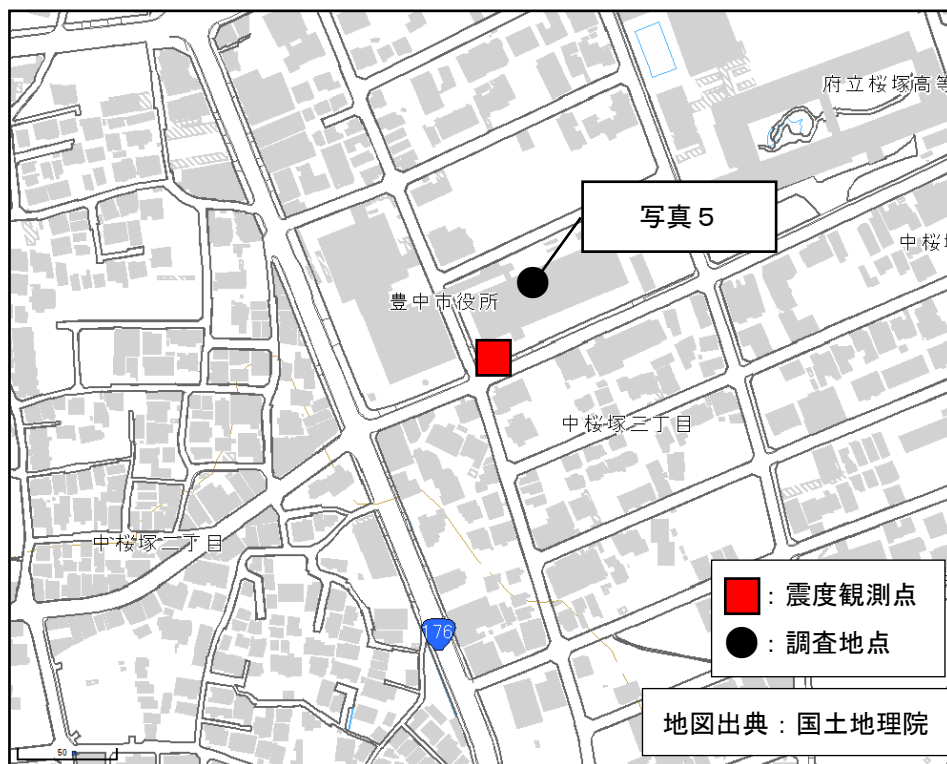 府立桜塚高等
写真５
中桜塚
豊中市役所
中桜塚三丁目
中桜塚二丁目
：震度観測点
176
：調査地点
地図出典：国土地理院
50